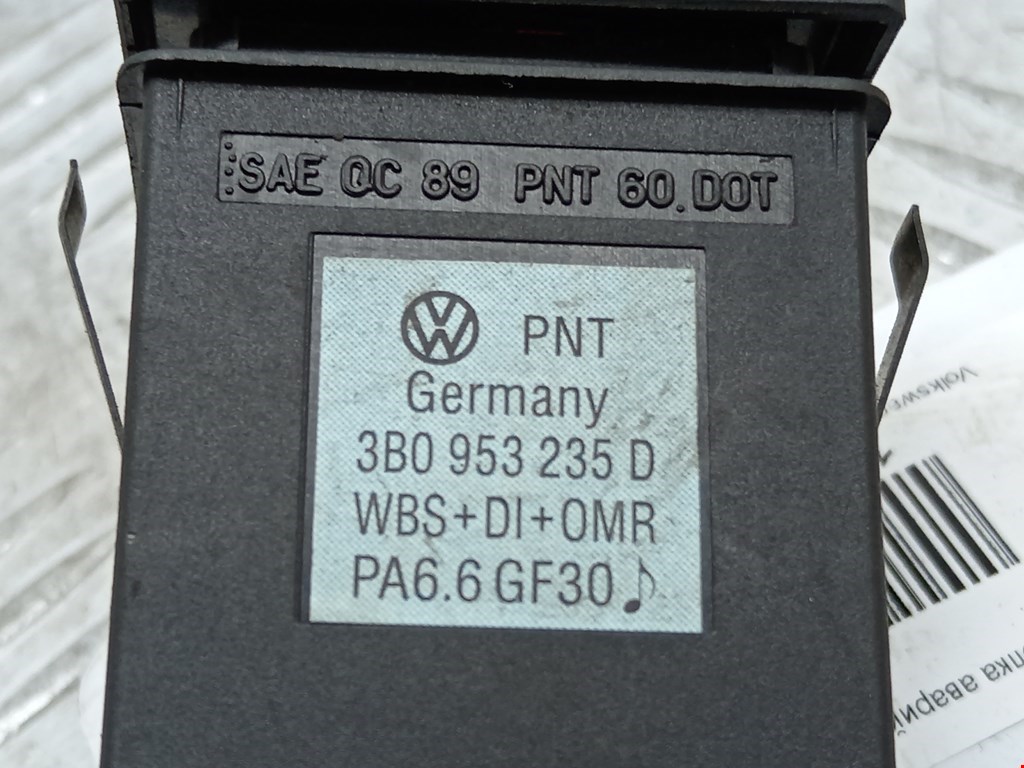 SAE QC 89 PNT 60.DOT
PNT
Germany
3B0 953 235 D
WBS+DI+OMR
PA6.6 GF30